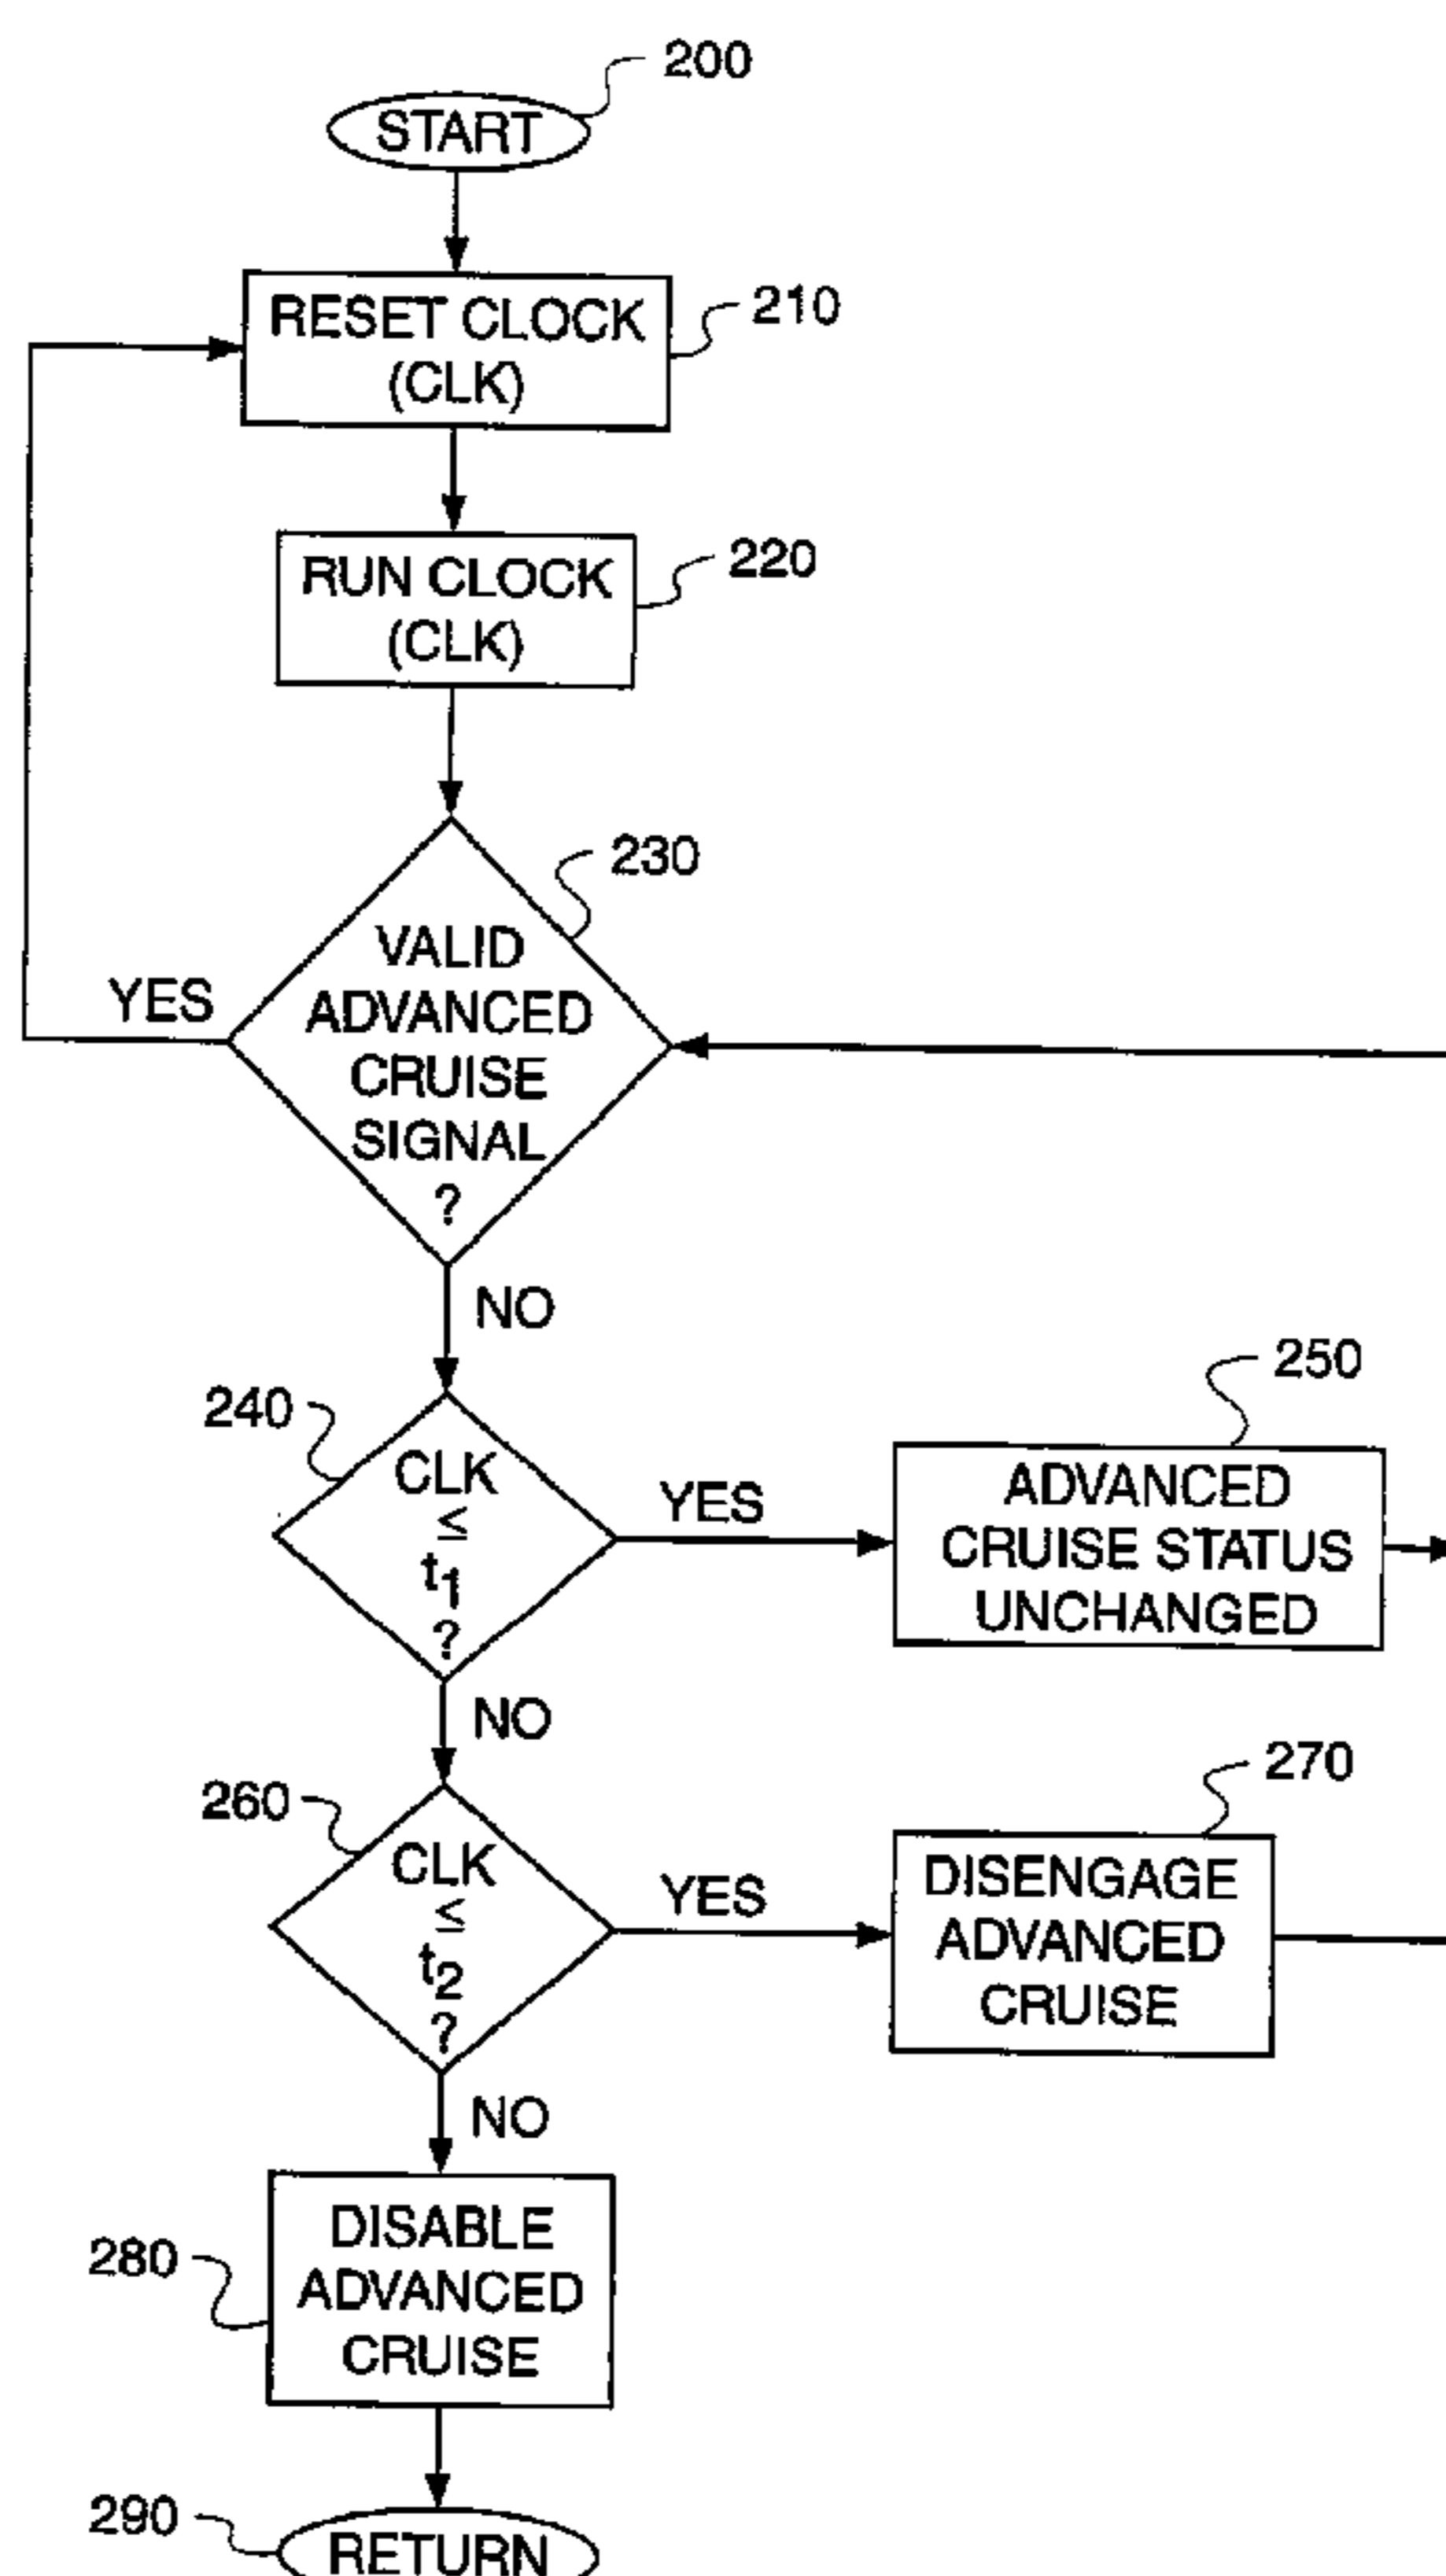 200
START
RESET CLOCK
(CLK)
210
RUN CLOCK
(CLK)
220
230
VALID
ADVANCED
CRUISE
SIGNAL
?
YES
NO
240
CLK
≤
t1
?
YES
250
ADVANCED
CRUISE STATUS
UNCHANGED
NO
260
CLK
≤
t2
?
YES
270
DISENGAGE
ADVANCED
CRUISE
NO
280
DISABLE
ADVANCED
CRUISE
290
RETURN